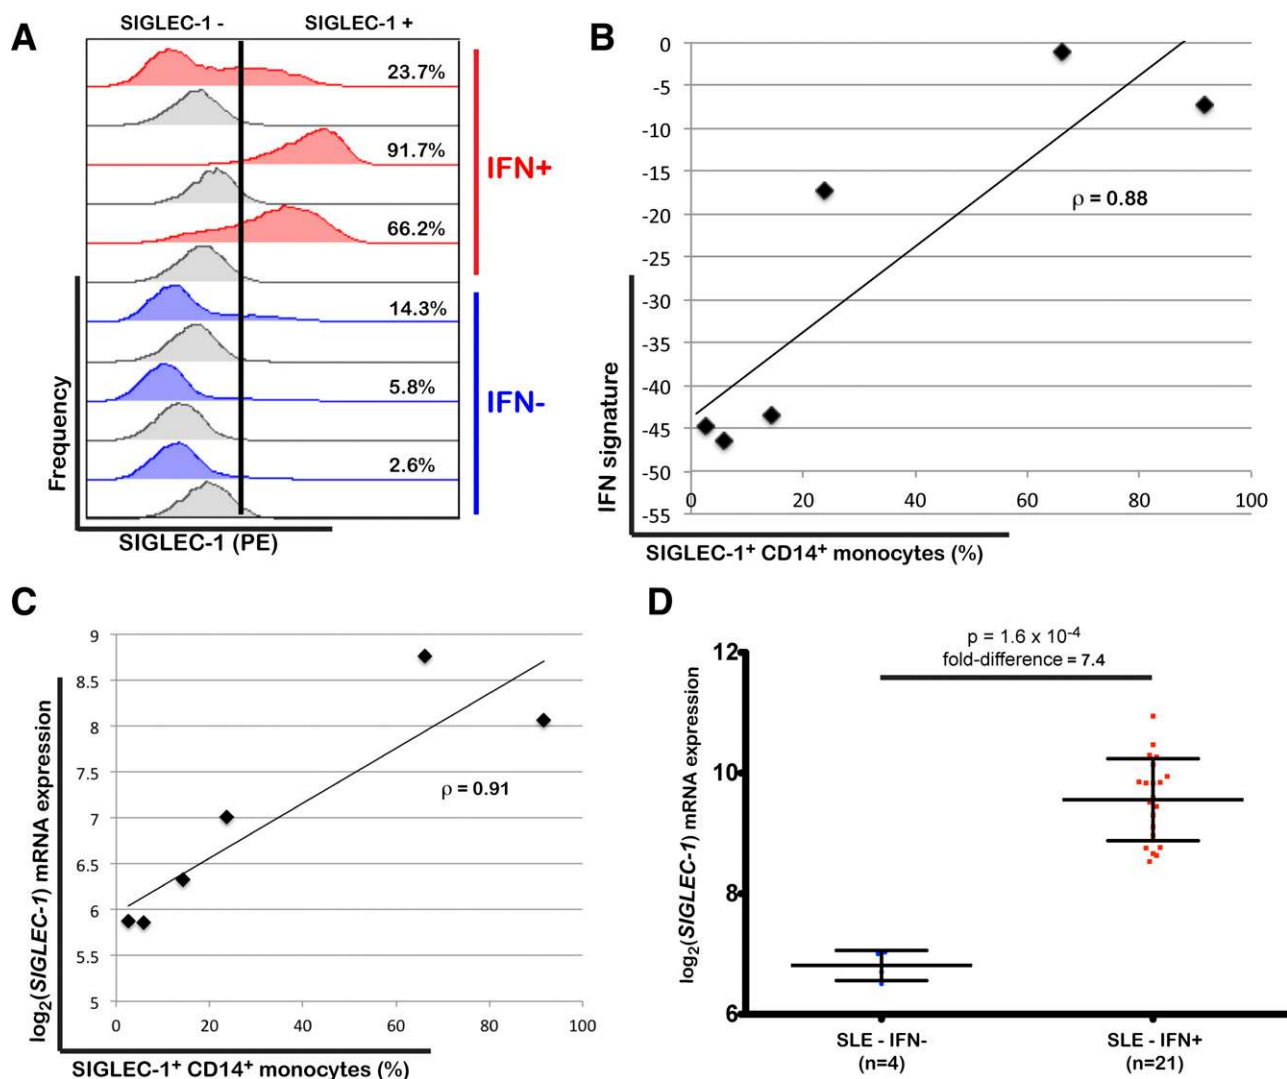 A
SIGLEC-1 - SIGLEC-1 +
23.7%
91.7%
66.2%
14.3%
5.8%
2.6%
IFN+
IFN-
Frequency
SIGLEC-1 (PE)
B
0
-5
-10
-15
-20
-25
-30
-35
-40
-45
-50
-55
0 20 40 60 80 100
ρ = 0.88
IFN signature
SIGLEC-1⁺ CD14⁺ monocytes (%)
C
9
8.5
8
7.5
7
6.5
6
5.5
5
0 20 40 60 80 100
ρ = 0.91
log₂(SIGLEC-1) mRNA expression
SIGLEC-1⁺ CD14⁺ monocytes (%)
D
p = 1.6 x 10⁻⁴
fold-difference = 7.4
12
10
8
6
log₂(SIGLEC-1) mRNA expression
SLE - IFN- SLE - IFN+
(n=4) (n=21)